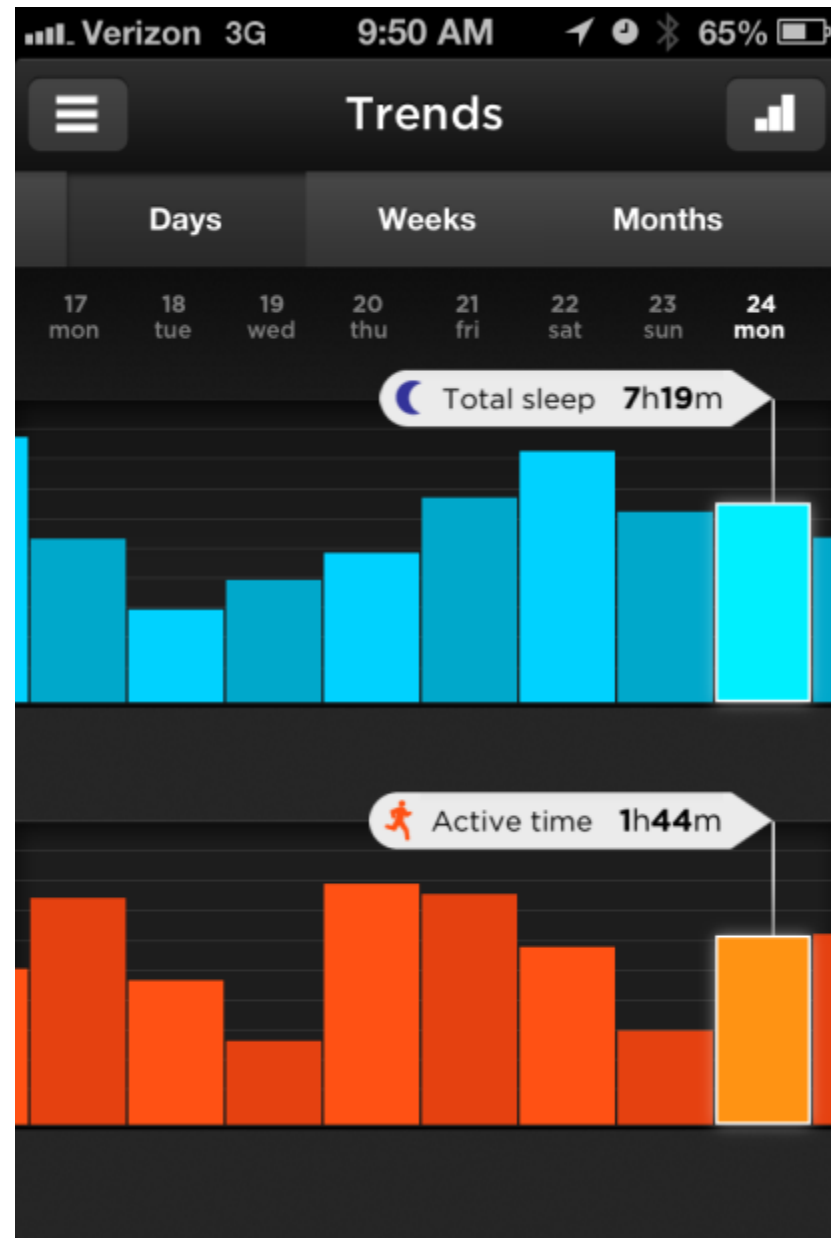 Verizon 3G 9:50 AM 65%
Trends
Days Weeks Months
17 18 19 20 21 22 23 24
mon tue wed thu fri sat sun mon
Total sleep 7h19m
Active time 1h44m